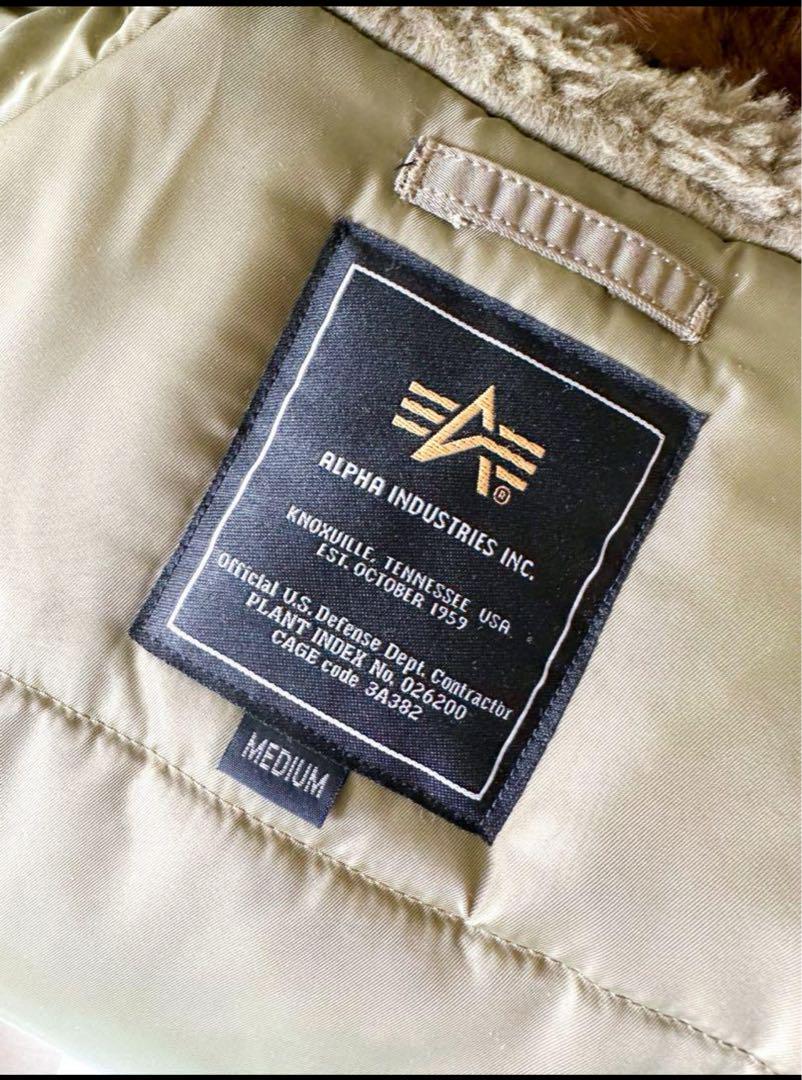 ®
ALPHA INDUSTRIES INC.
KNOXVILLE, TENNESSEE USA
EST. OCTOBER 1959
Official U.S. Defense Dept. Contractor
PLANT INDEX No. 026200
CAGE code 3A382
MEDIUM